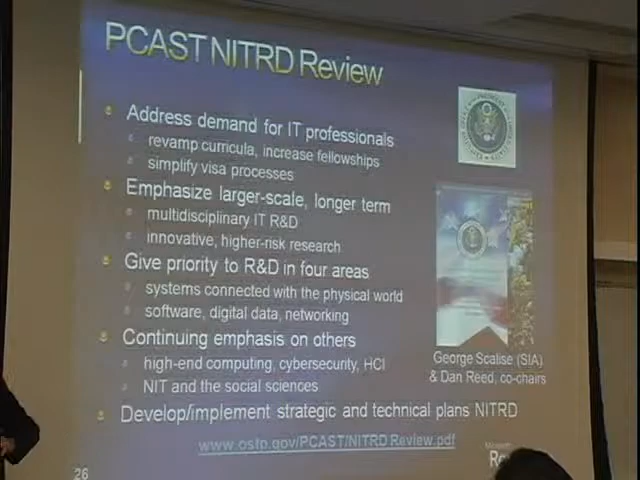 PCAST NITRD Review
Address demand for IT professionals
revamp curricula, increase fellowships
simplify visa processes
Emphasize larger-scale, longer term
multidisciplinary IT R&D
innovative, higher-risk research
Give priority to R&D in four areas
systems connected with the physical world
software, digital data, networking
Continuing emphasis on others
high-end computing, cybersecurity, HCI
NIT and the social sciences
Develop/implement strategic and technical plans NITRD
www.ostp.gov/PCAST/NITRD Review.pdf
George Scalise (SIA)
& Dan Reed, co-chairs
26